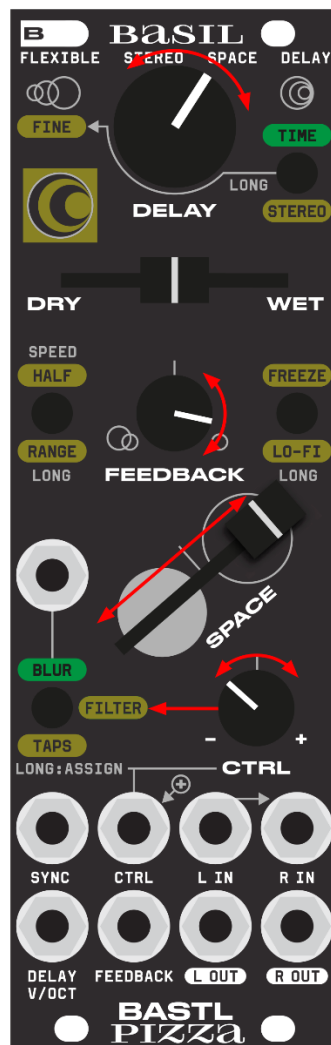 B BaSIL
FLEXIBLE STEREO SPACE DELAY
FINE
TIME
LONG
STEREO
DELAY
DRY WET
SPEED
HALF FREEZE
RANGE LO-FI
LONG LONG
FEEDBACK
SPACE
BLUR
FILTER
TAPS
- +
LONG:ASSIGN CTRL
SYNC CTRL L IN R IN
DELAY FEEDBACK L OUT R OUT
V/OCT
BASTL
PIZZa